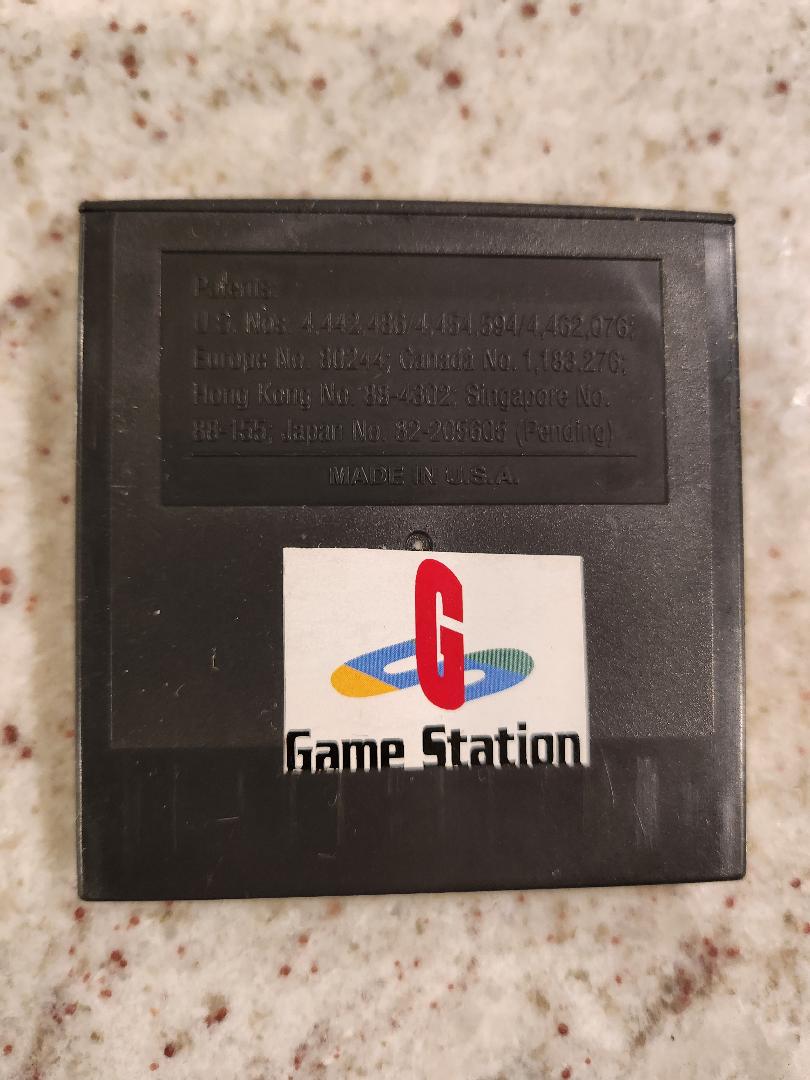 Patents:
U.S. Nos. 4,442,486/4,454,594/4,462,076;
Europe No. 80244; Canada No. 1,183,276;
Hong Kong No. 88-4302; Singapore No.
88-155; Japan No. 82-205605 (Pending)
MADE IN U.S.A.
G
Game Station